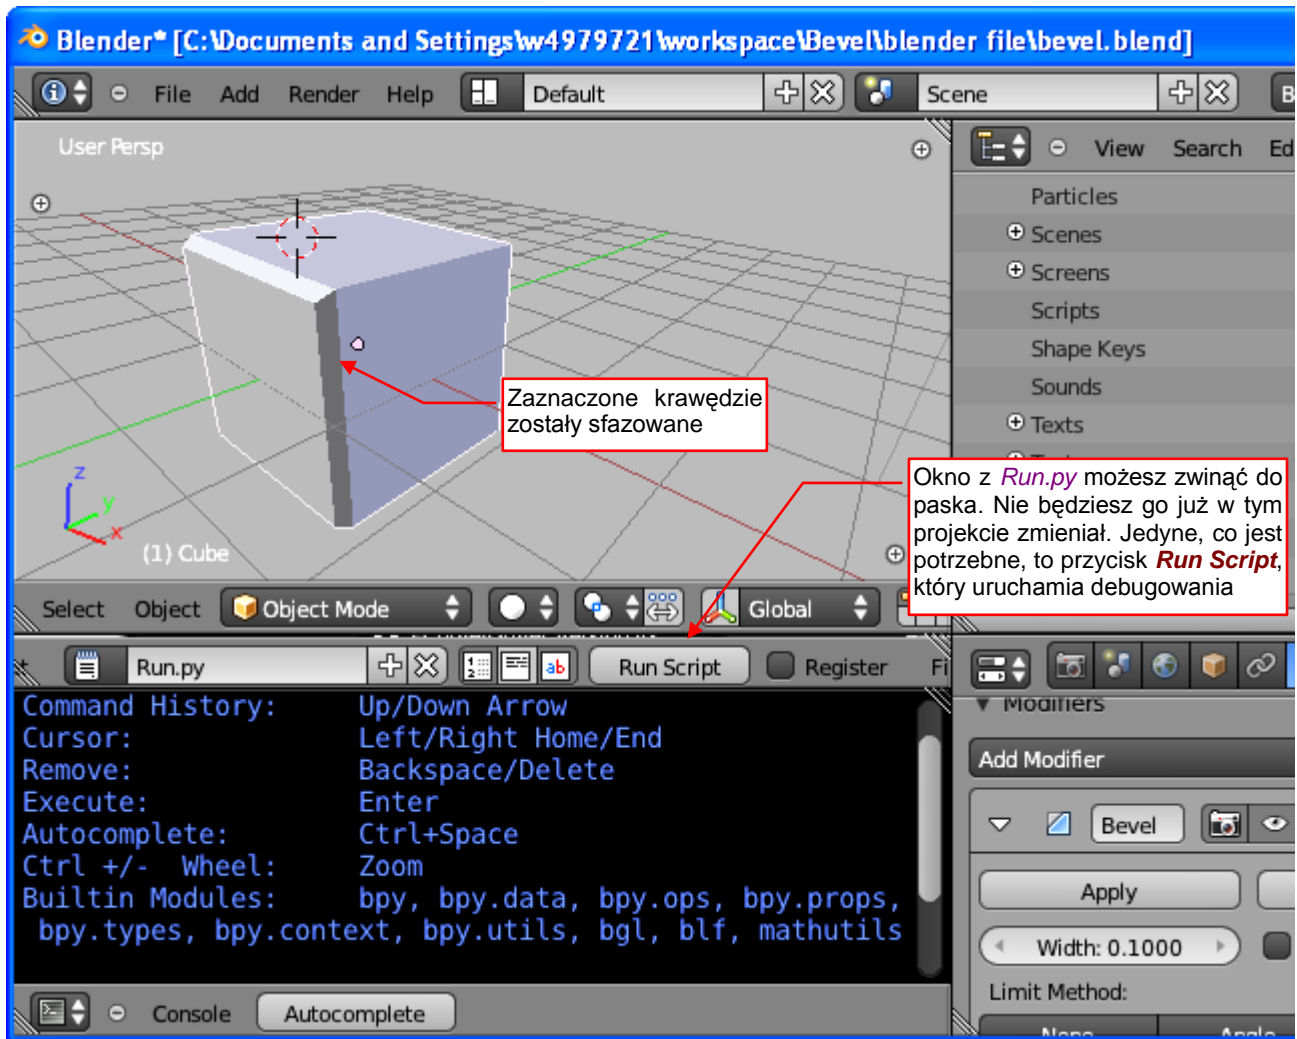 Blender* [C:\Documents and Settings\w4979721\workspace\Bevel\blender file\bevel.blend]
File Add Render Help Default Scene B
User Persp
View Search Ed
Particles
Scenes
Screens
Scripts
Shape Keys
Sounds
Texts
Zaznaczone krawędzie
zostały sfazowane
Okno z Run.py możesz zwinąć do
paska. Nie będziesz go już w tym
projekcie zmieniał. Jedyne, co jest
potrzebne, to przycisk Run Script,
który uruchamia debugowania
z
y
x
(1) Cube
Select Object Object Mode Global
Run.py Run Script Register Fi
Command History: Up/Down Arrow
Cursor: Left/Right Home/End
Remove: Backspace/Delete
Execute: Enter
Autocomplete: Ctrl+Space
Ctrl +/- Wheel: Zoom
Builtin Modules: bpy, bpy.data, bpy.ops, bpy.props,
bpy.types, bpy.context, bpy.utils, bgl, blf, mathutils
Console Autocomplete
Modifiers
Add Modifier
Bevel
Apply
Width: 0.1000
Limit Method:
None Angle